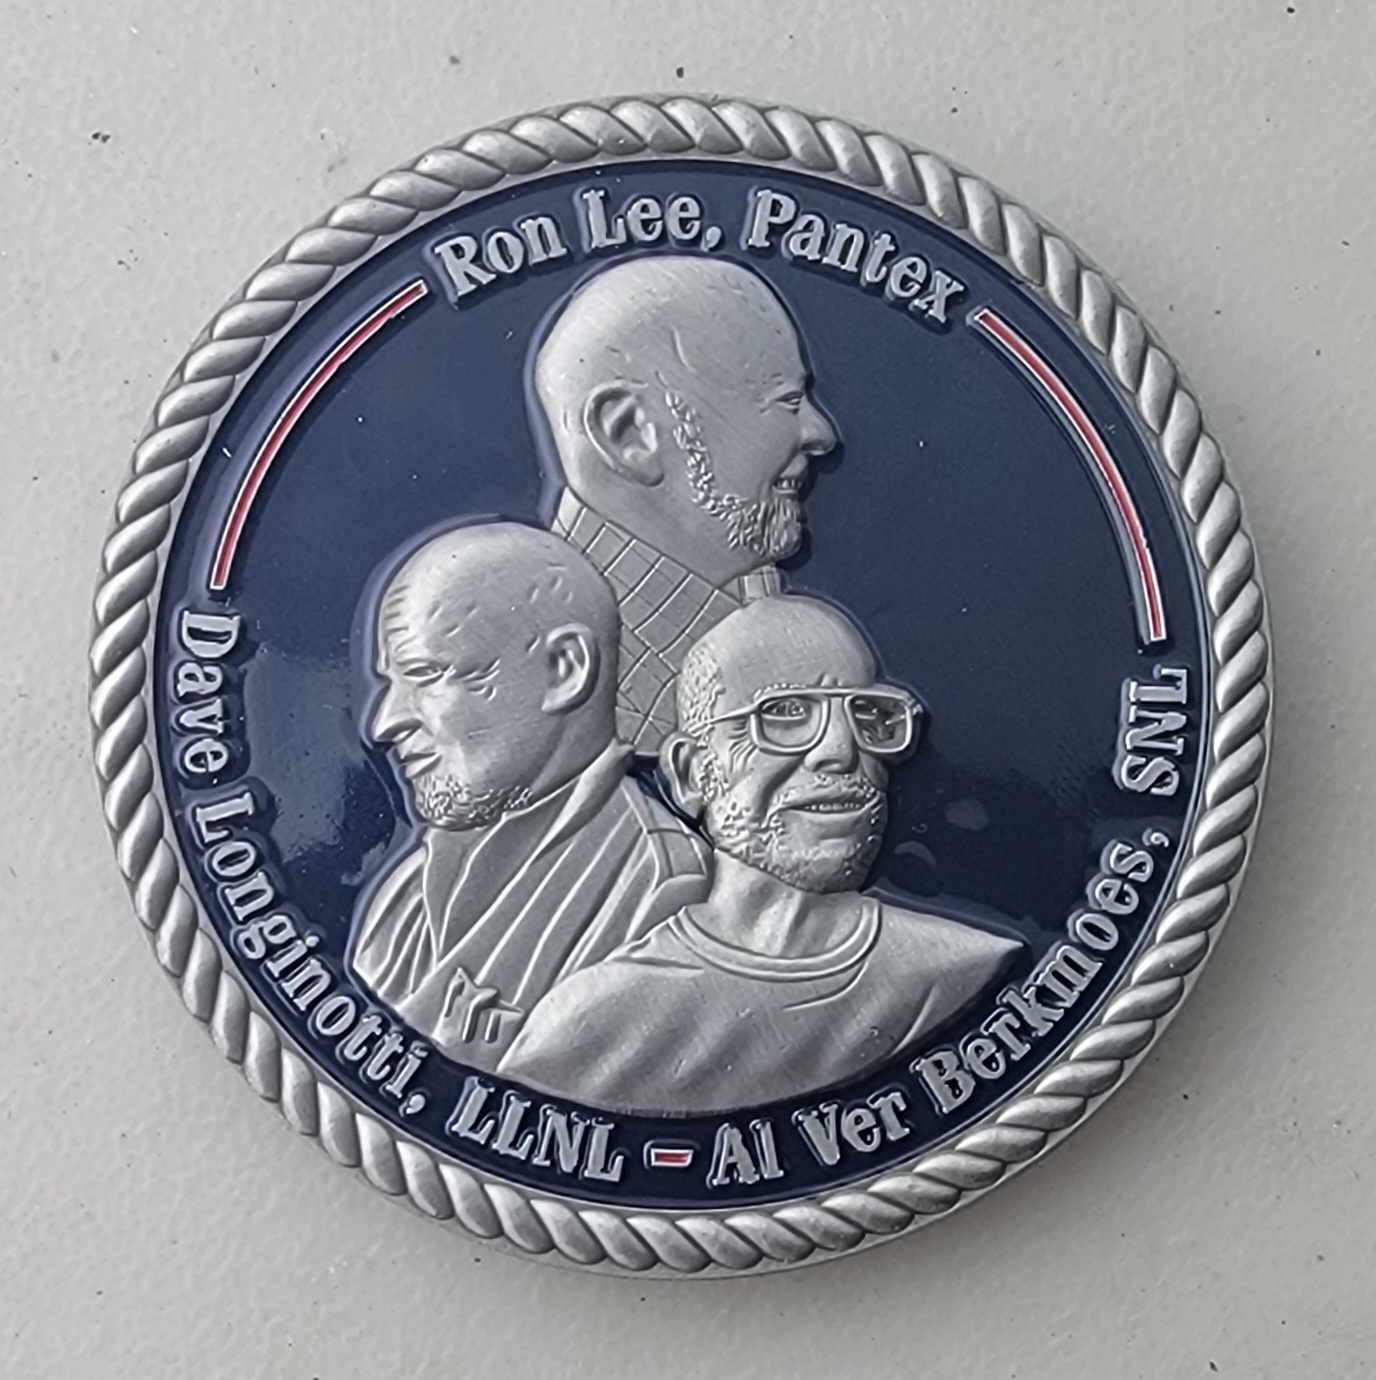 Ron Lee, Pantex
Dave Longinotti, LLNL - Al Ver Berkmoes, SNL